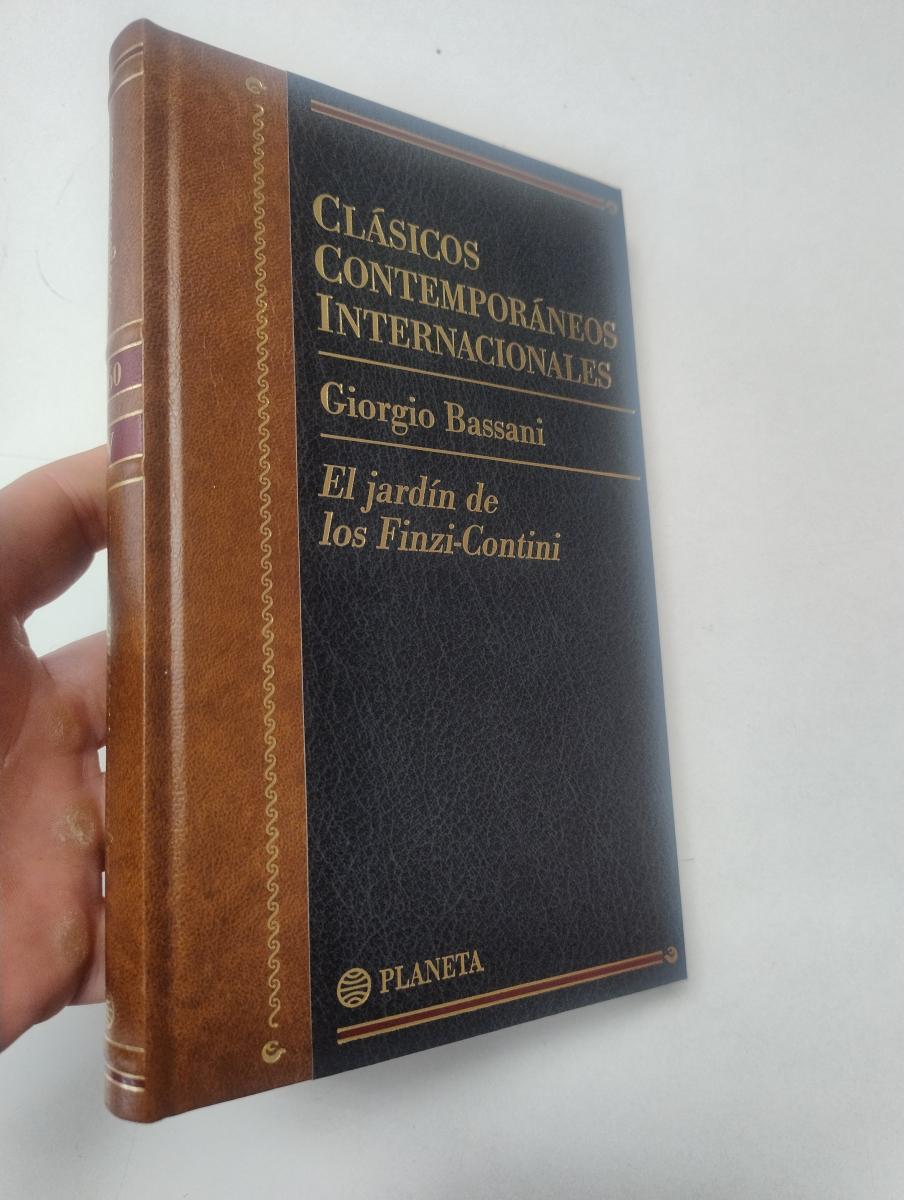 CLÁSICOS
CONTEMPORÁNEOS
INTERNACIONALES
Giorgio Bassani
El jardín de
los Finzi-Contini
PLANETA